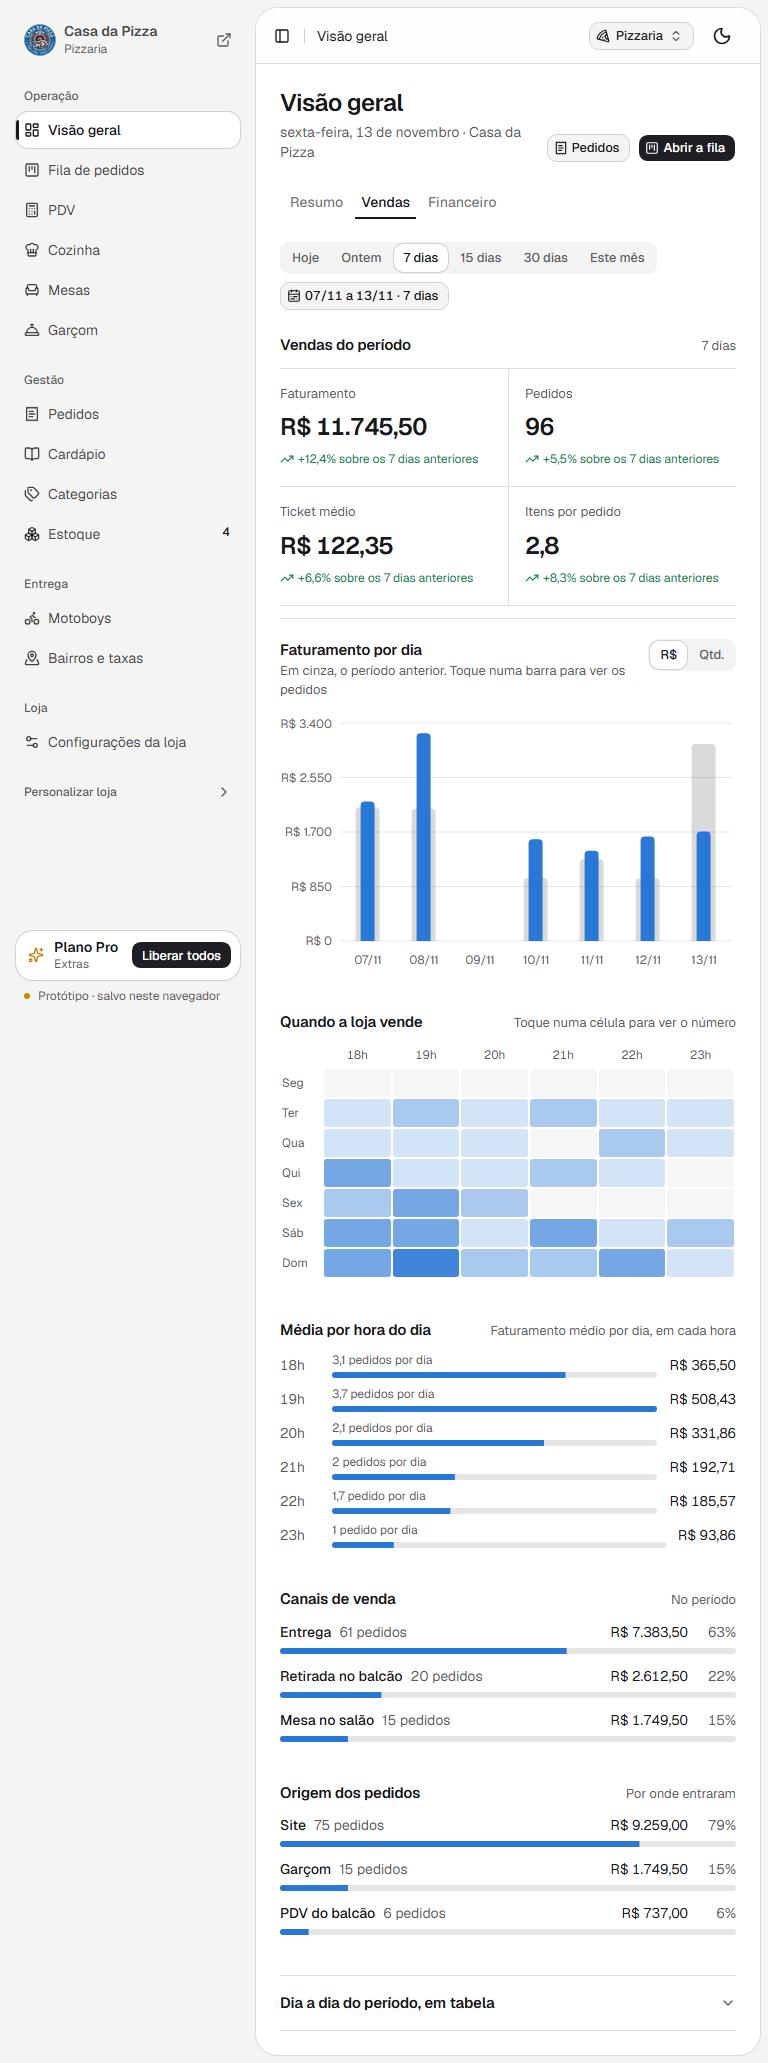 Casa da Pizza
Pizzaria
Operação
Visão geral
Fila de pedidos
PDV
Cozinha
Mesas
Garçom
Gestão
Pedidos
Cardápio
Categorias
Estoque 4
Entrega
Motoboys
Bairros e taxas
Loja
Configurações da loja
Personalizar loja
Plano Pro
Extras
Liberar todos
Protótipo · salvo neste navegador
Visão geral
Pizzaria
Visão geral
sexta-feira, 13 de novembro · Casa da
Pizza
Pedidos
Abrir a fila
Resumo Vendas Financeiro
Hoje Ontem 7 dias 15 dias 30 dias Este mês
07/11 a 13/11 · 7 dias
Vendas do período 7 dias
Faturamento
R$ 11.745,50
+12,4% sobre os 7 dias anteriores
Pedidos
96
+5,5% sobre os 7 dias anteriores
Ticket médio
R$ 122,35
+6,6% sobre os 7 dias anteriores
Itens por pedido
2,8
+8,3% sobre os 7 dias anteriores
Faturamento por dia
Em cinza, o período anterior. Toque numa barra para ver os
pedidos
R$ Qtd.
R$ 3.400
R$ 2.550
R$ 1.700
R$ 850
R$ 0
07/11 08/11 09/11 10/11 11/11 12/11 13/11
Quando a loja vende Toque numa célula para ver o número
18h 19h 20h 21h 22h 23h
Seg
Ter
Qua
Qui
Sex
Sáb
Dom
Média por hora do dia Faturamento médio por dia, em cada hora
18h 3,1 pedidos por dia R$ 365,50
19h 3,7 pedidos por dia R$ 508,43
20h 2,1 pedidos por dia R$ 331,86
21h 2 pedidos por dia R$ 192,71
22h 1,7 pedido por dia R$ 185,57
23h 1 pedido por dia R$ 93,86
Canais de venda No período
Entrega 61 pedidos R$ 7.383,50 63%
Retirada no balcão 20 pedidos R$ 2.612,50 22%
Mesa no salão 15 pedidos R$ 1.749,50 15%
Origem dos pedidos Por onde entraram
Site 75 pedidos R$ 9.259,00 79%
Garçom 15 pedidos R$ 1.749,50 15%
PDV do balcão 6 pedidos R$ 737,00 6%
Dia a dia do período, em tabela